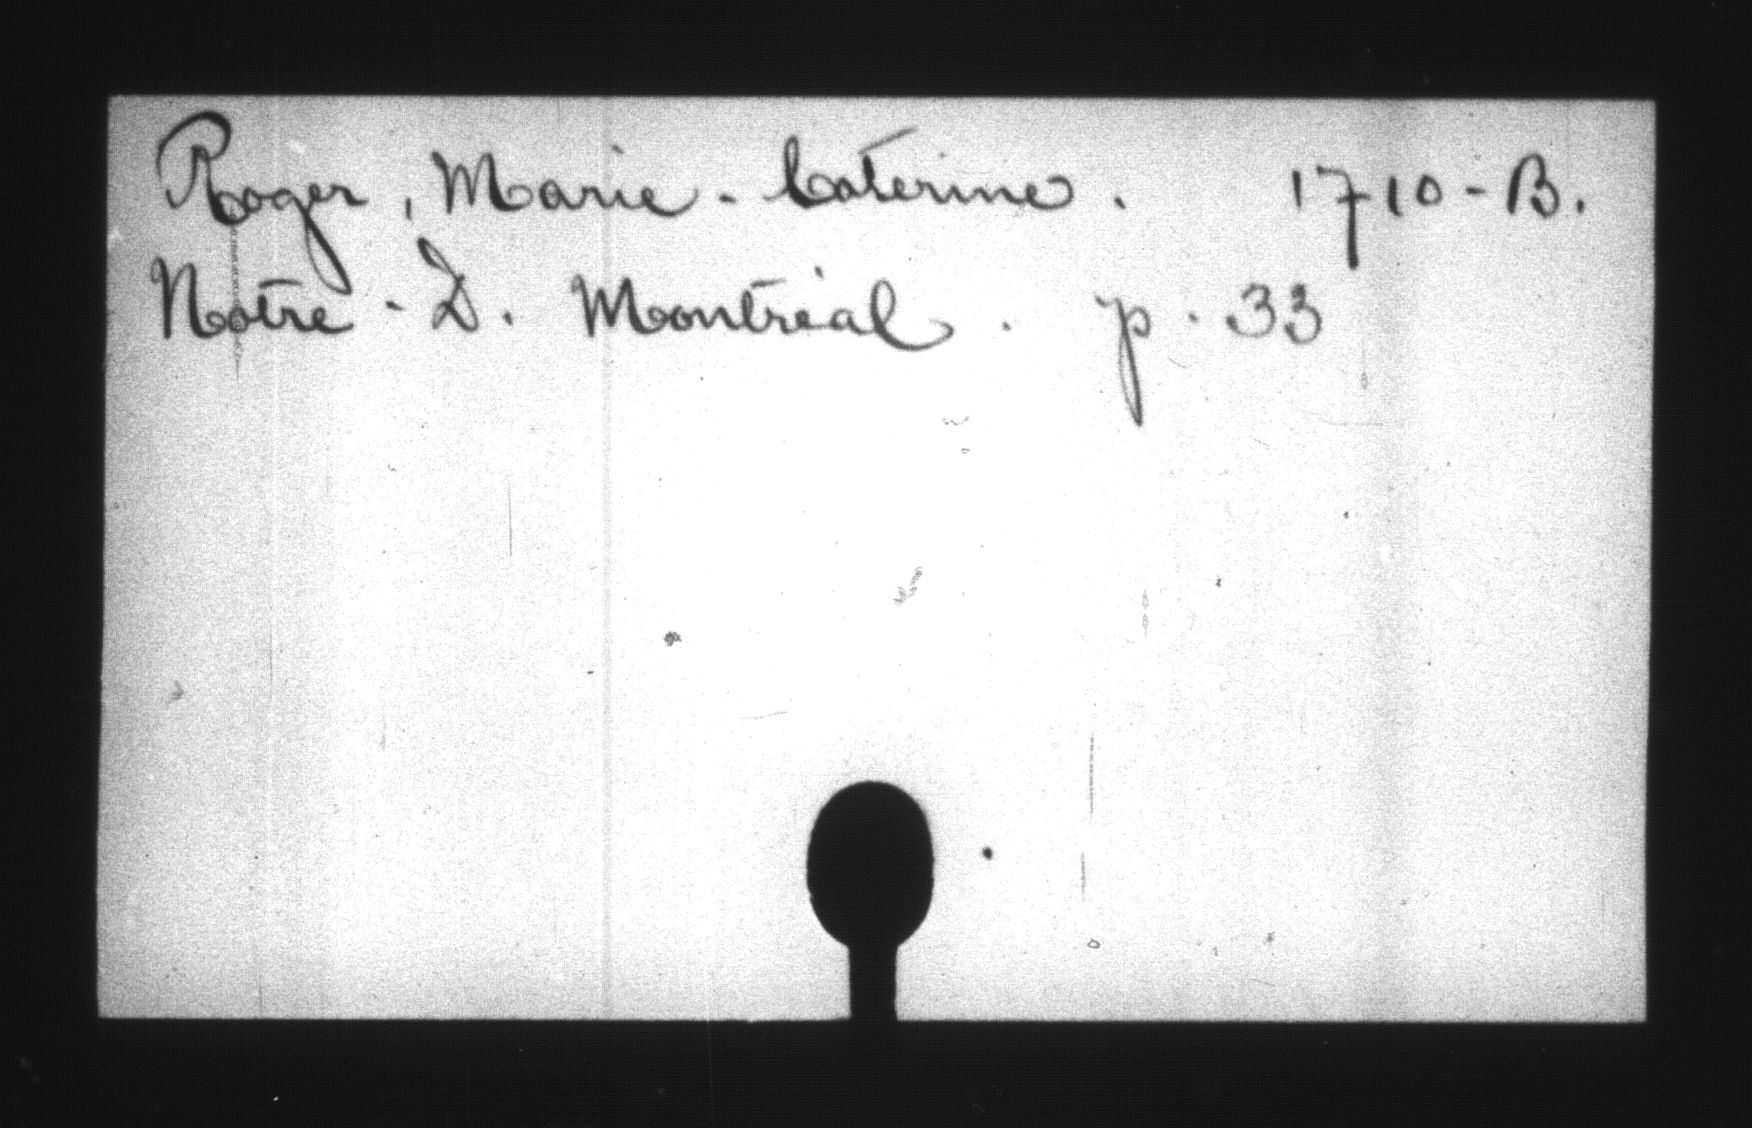 Roger, Marie-Caterine. 1710-B.
Notre-D. Montréal. p. 33